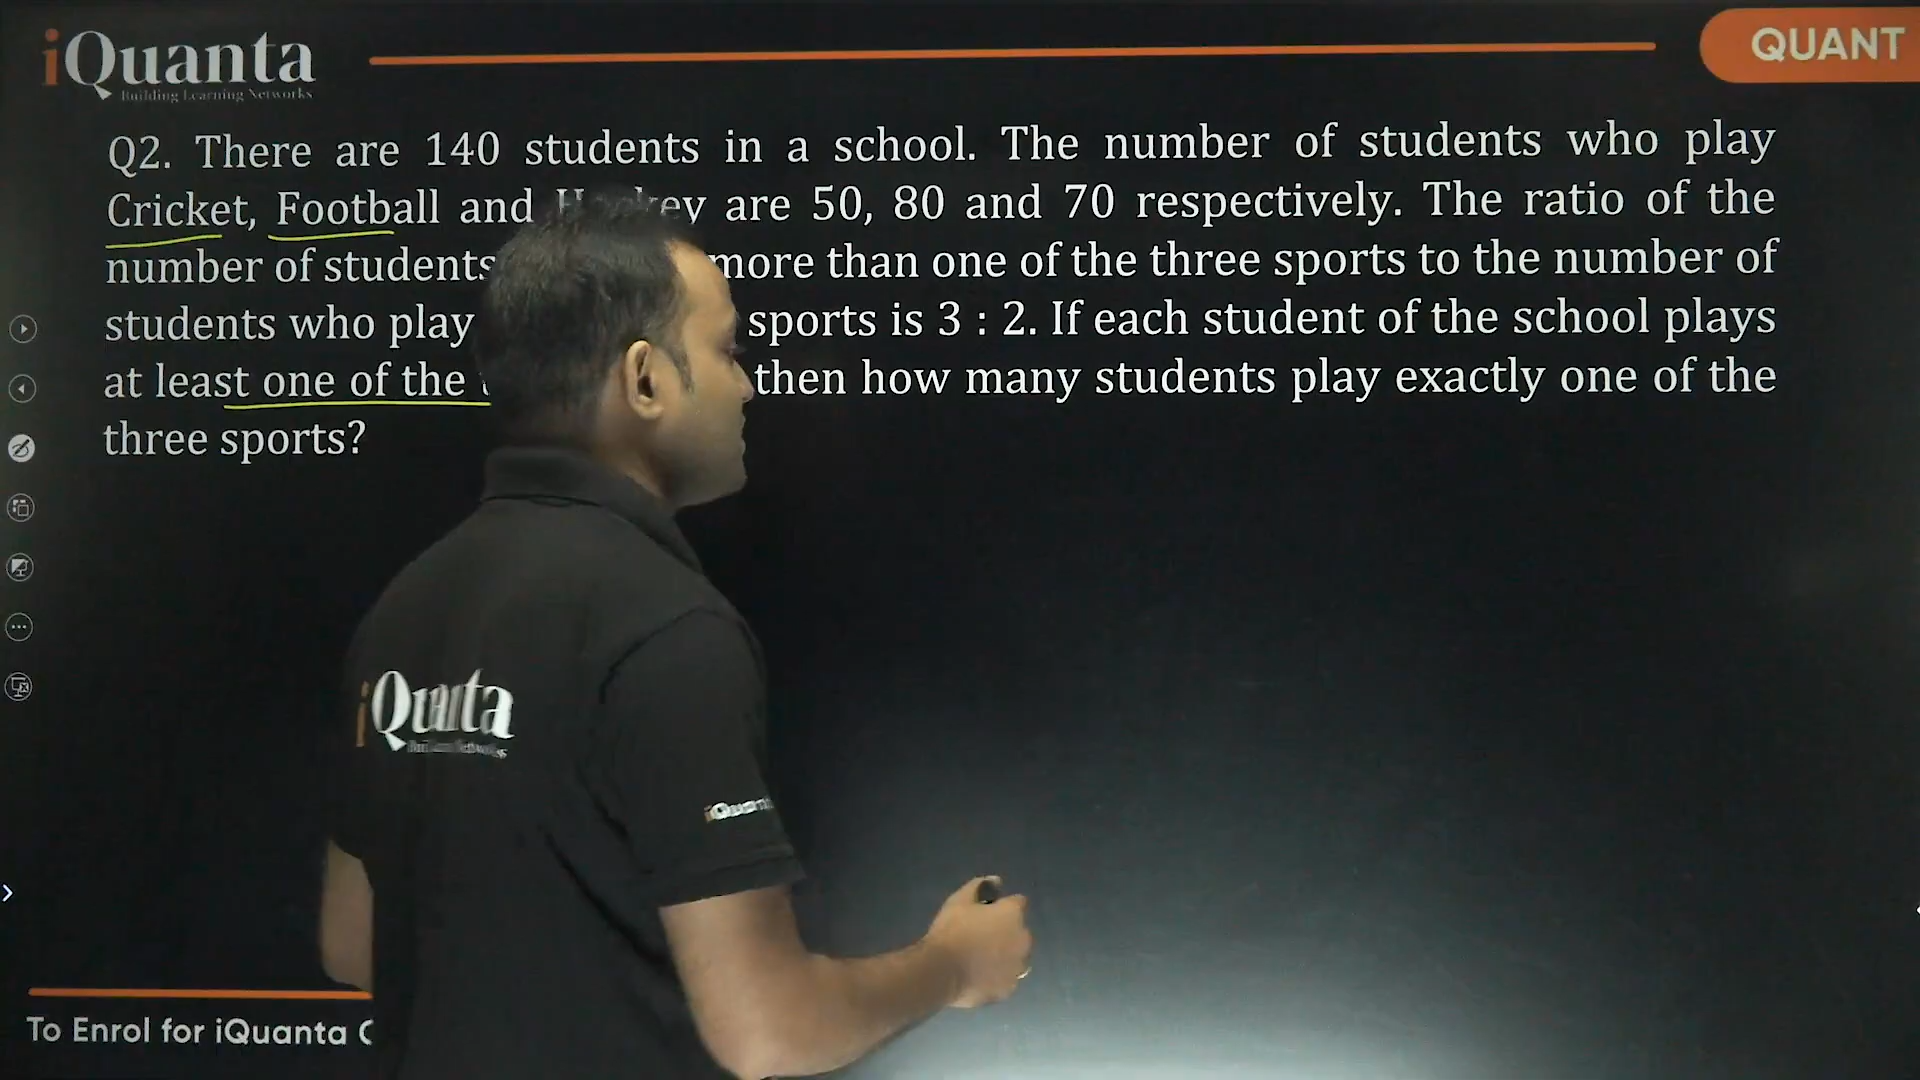 iQuanta
Building Learning Networks
QUANT
Q2. There are 140 students in a school. The number of students who play
Cricket, Football and are 50, 80 and 70 respectively. The ratio of the
number of students more than one of the three sports to the number of
students who play sports is 3 : 2. If each student of the school plays
at least one of the then how many students play exactly one of the
three sports?
iQuanta
iQuan
To Enrol for iQuanta C